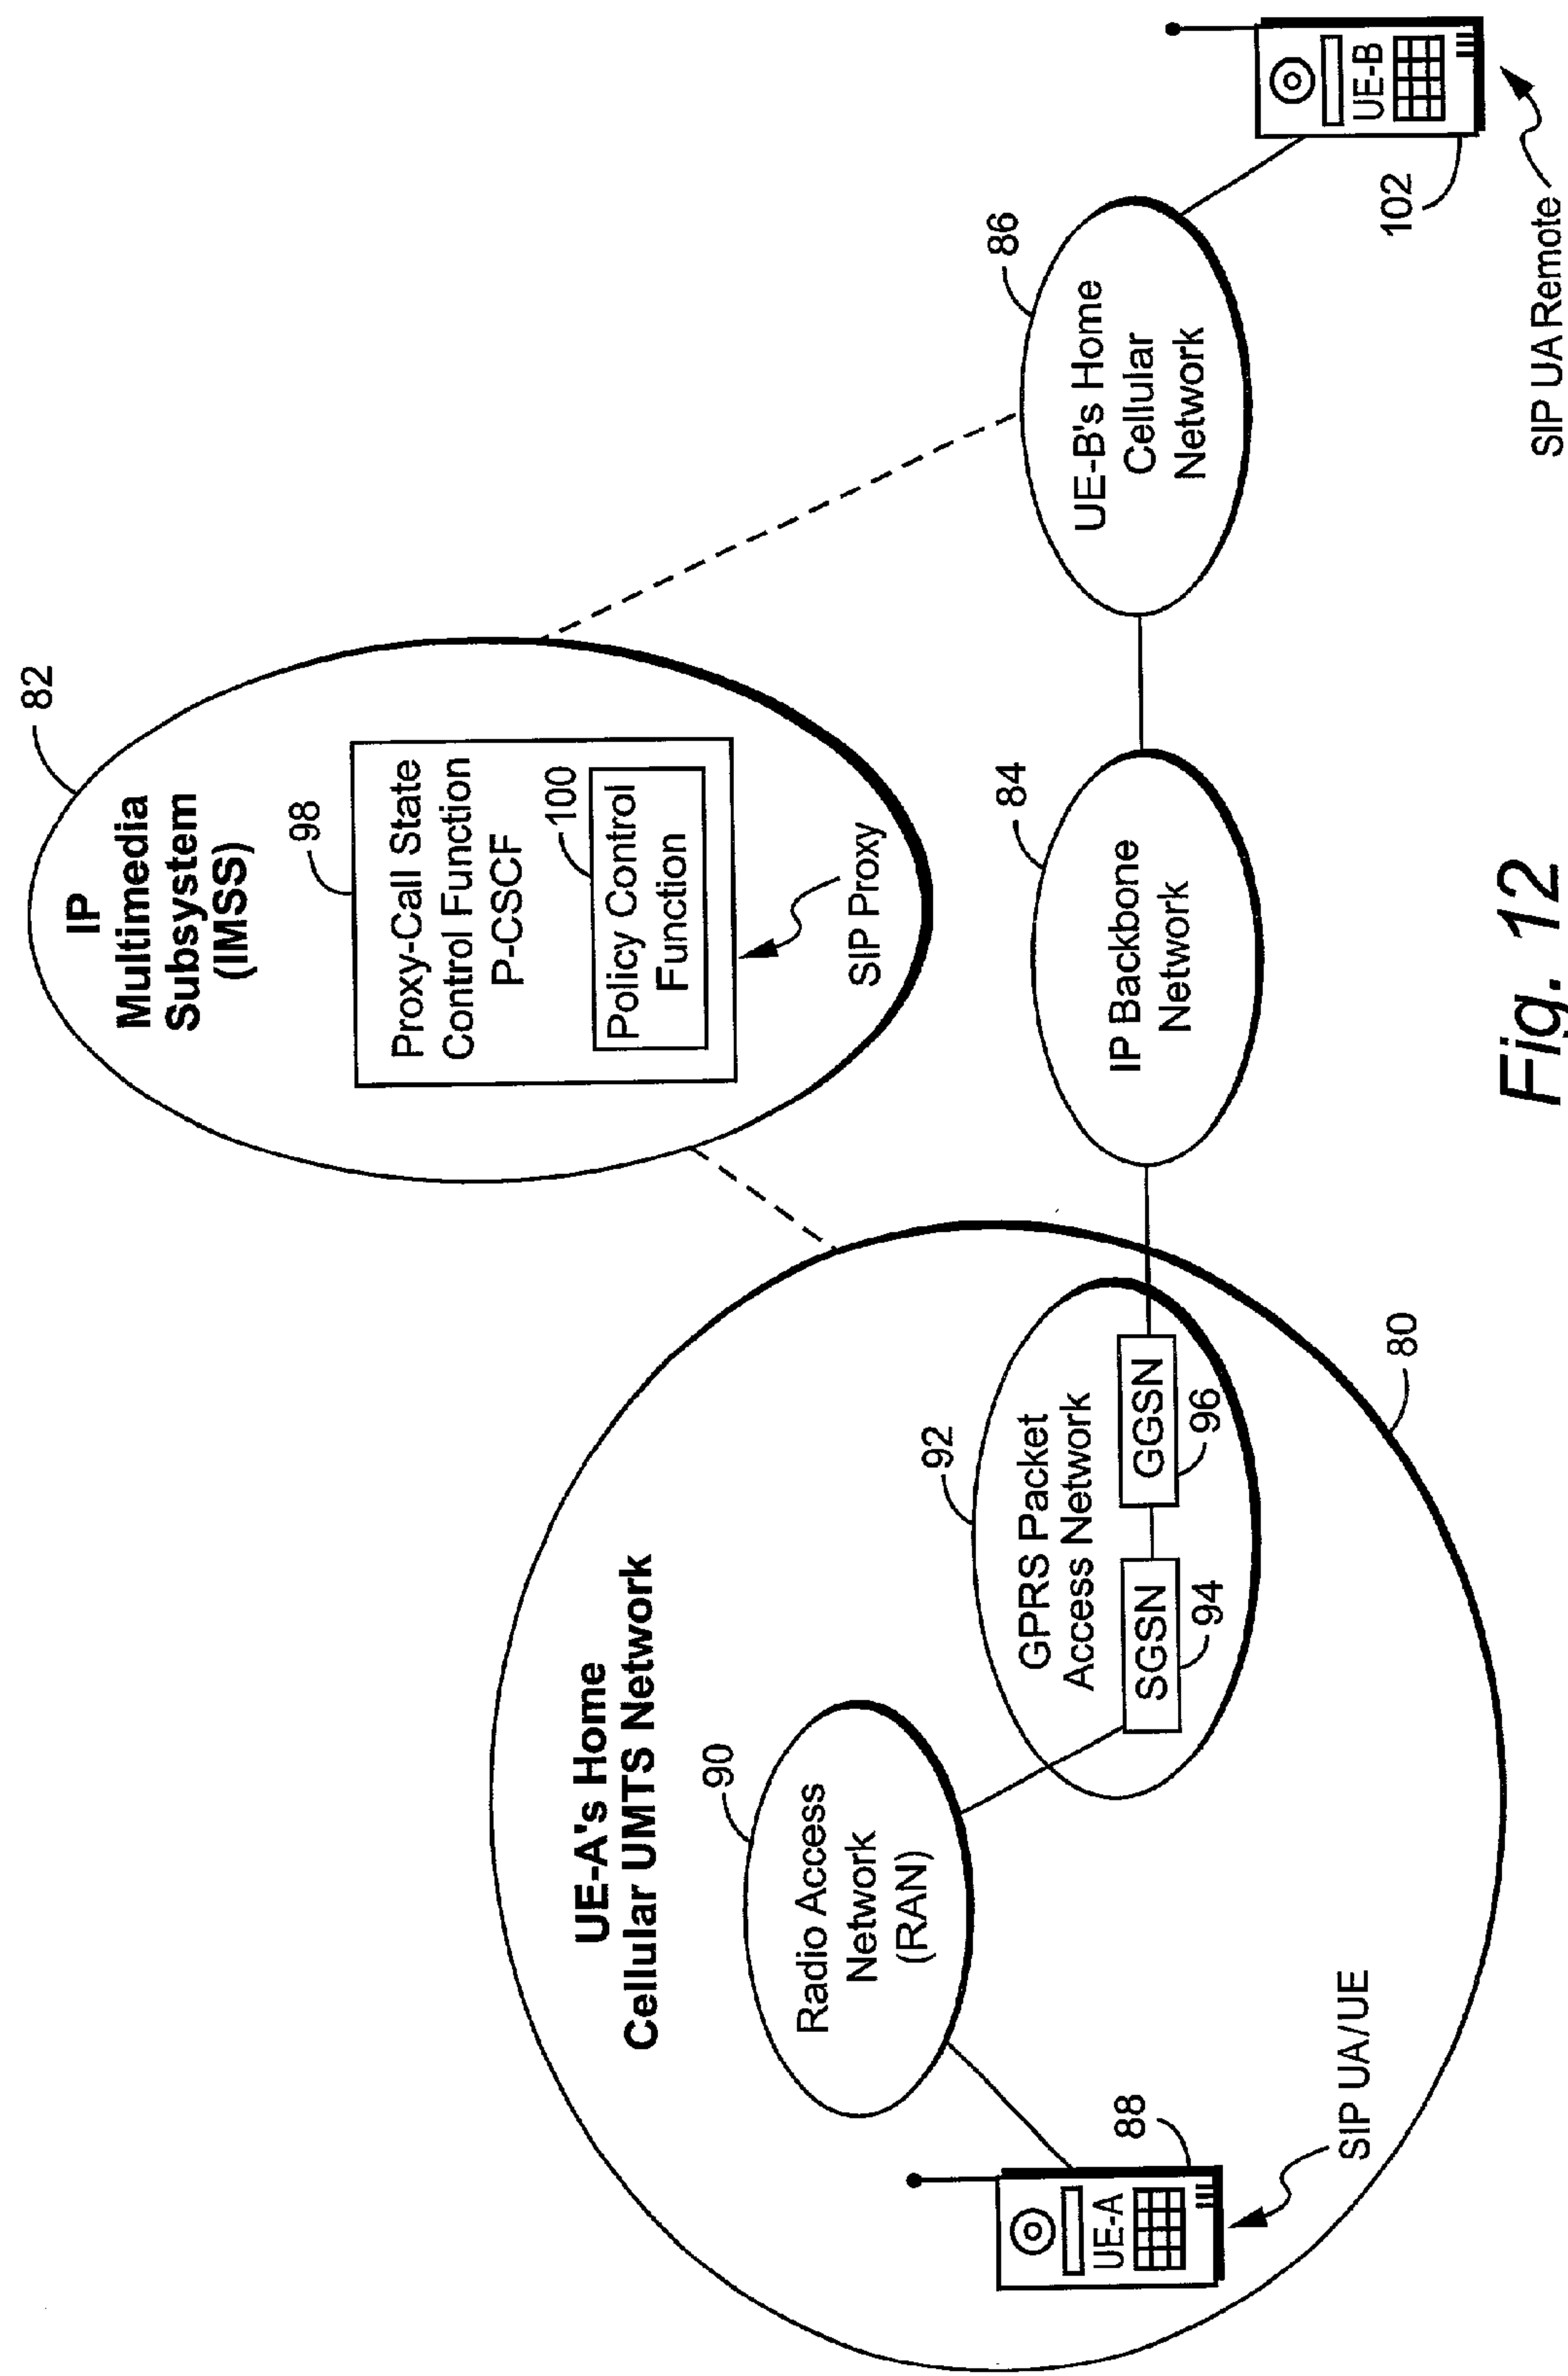 82
IP
Multimedia
Subsystem
(IMSS)
98
Proxy-Call State
Control Function
P-CSCF
100
Policy Control
Function
SIP Proxy
UE-A's Home
Cellular UMTS Network
90
Radio Access
Network
(RAN)
92
GPRS Packet
Access Network
SGSN
94
GGSN
96
84
IP Backbone
Network
86
UE-B's Home
Cellular
Network
UE-B
102
SIP UA Remote
UE-A
88
SIP UA/UE
80
Fig. 12